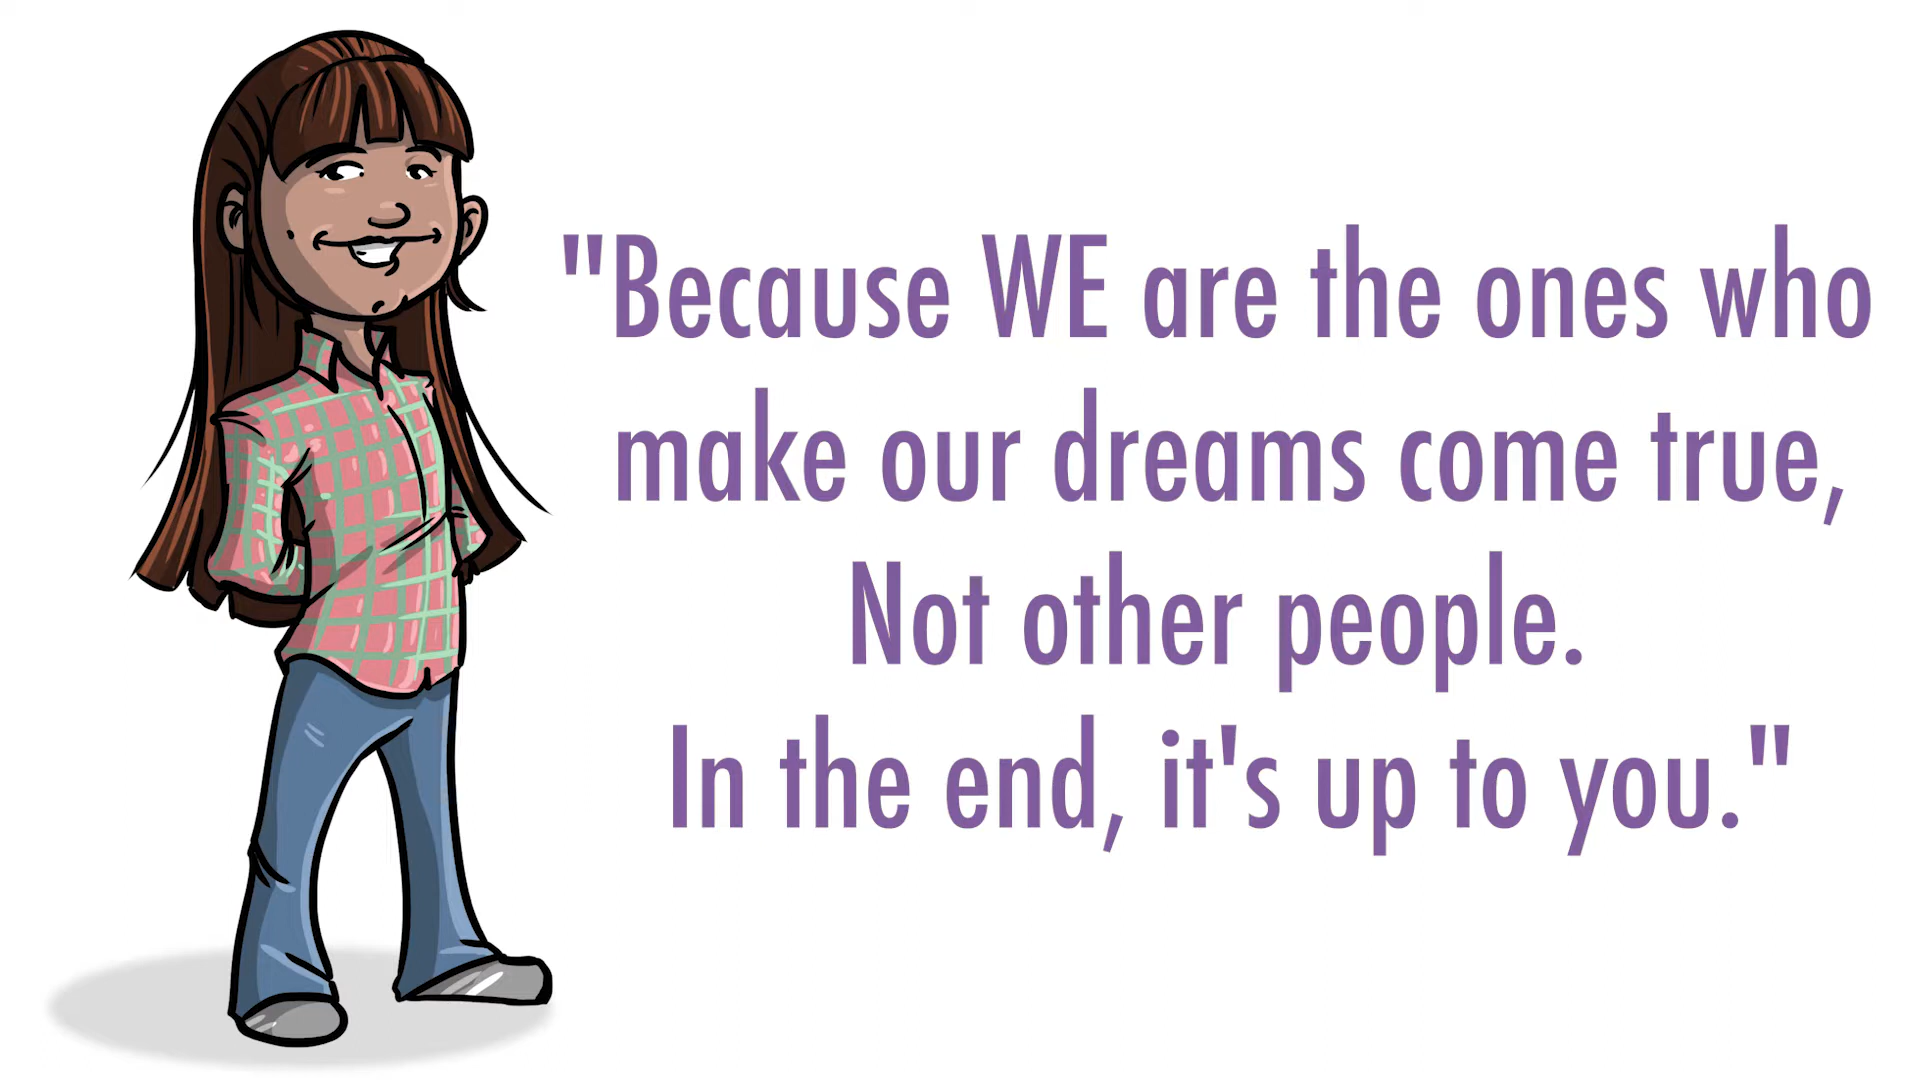 "Because WE are the ones who
make our dreams come true,
Not other people.
In the end, it's up to you."